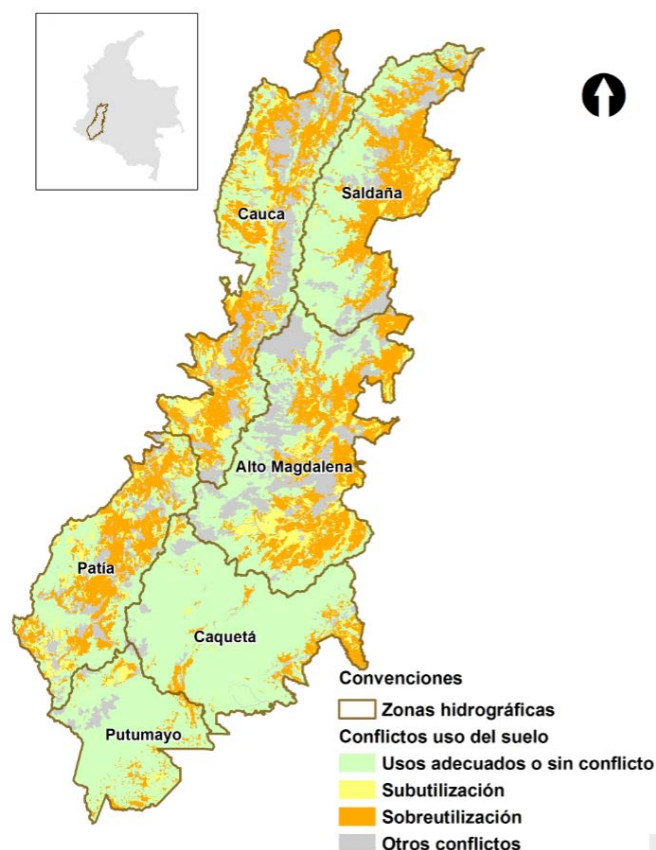 Saldaña
Cauca
Alto Magdalena
Patía
Caquetá
Putumayo
Convenciones
Zonas hidrográficas
Conflictos uso del suelo
Usos adecuados o sin conflicto
Subutilización
Sobreutilización
Otros conflictos